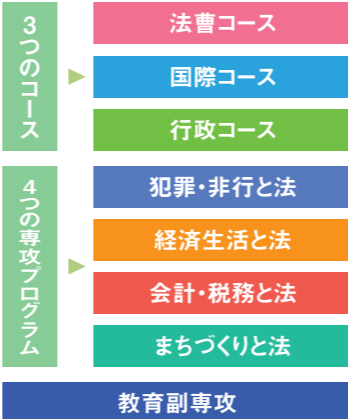 3つのコース
法曹コース
国際コース
行政コース
4つの専攻プログラム
犯罪・非行と法
経済生活と法
会計・税務と法
まちづくりと法
教育副専攻